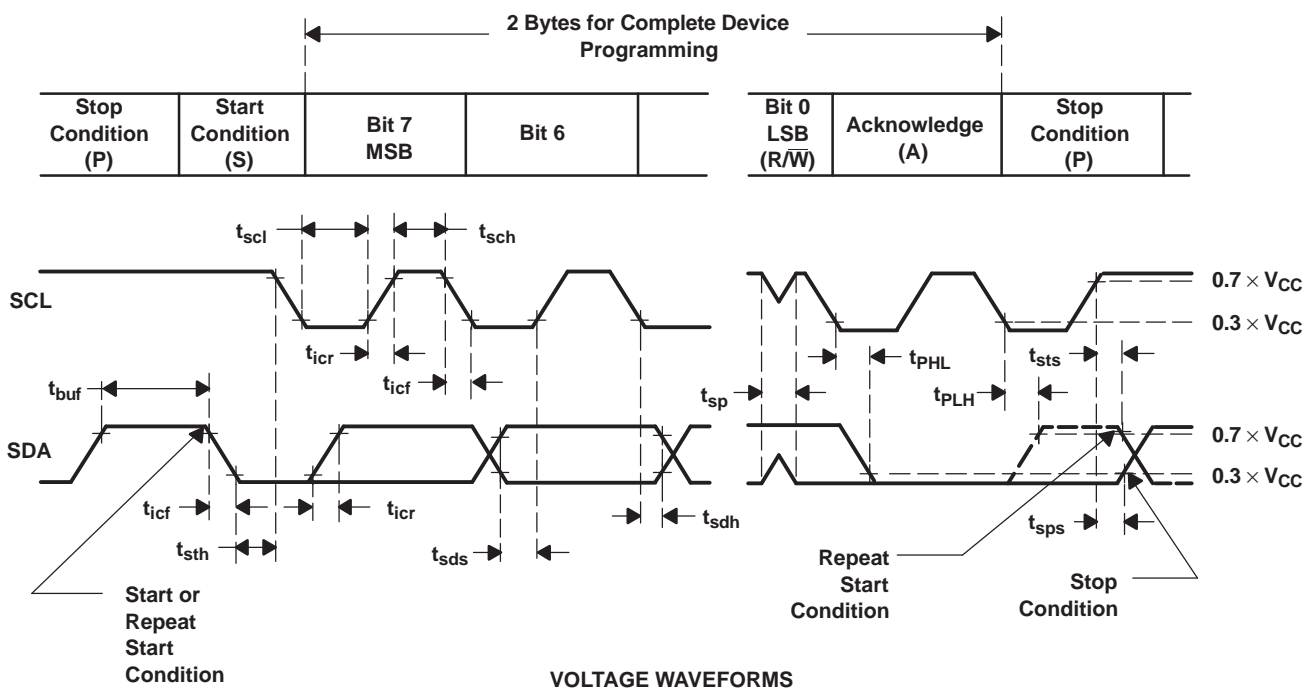 2 Bytes for Complete Device
Programming
Stop
Condition
(P)
Start
Condition
(S)
Bit 7
MSB
Bit 6
Bit 0
LSB
(R/W̅)
Acknowledge
(A)
Stop
Condition
(P)
tscl
tsch
SCL
0.7 × VCC
0.3 × VCC
ticr
ticf
tPHL
tsts
tbuf
tsp
tPLH
SDA
0.7 × VCC
0.3 × VCC
ticf
ticr
tsdh
tsps
tsth
tsds
Repeat
Start
Condition
Stop
Condition
Start or
Repeat
Start
Condition
VOLTAGE WAVEFORMS